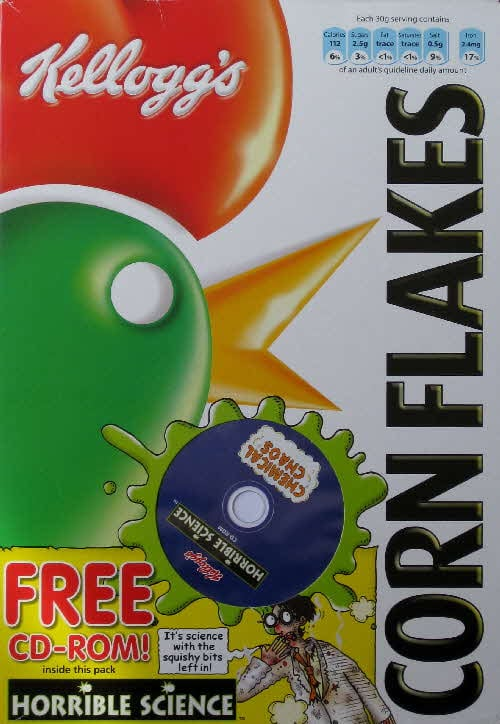 Kellogg's
Each 30g serving contains
Calories Sugars Fat Saturates Salt Iron
112 2.5g trace trace 0.5g 2.4mg
6% 3% <1% <1% 9% 17%
of an adult's guideline daily amount
CORN FLAKES
CHEMICAL
CHAOS
CD-ROM
HORRIBLE SCIENCE
Kellogg's
FREE
CD-ROM!
inside this pack
It's science
with the
squishy bits
left in!
HORRIBLE SCIENCE